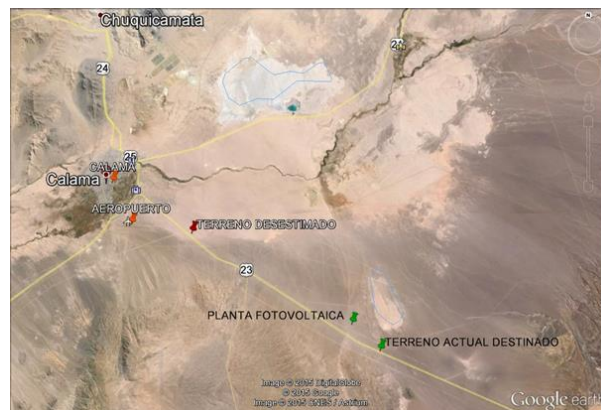 Chuquicamata
24
21
25
CALAMA
Calama
AEROPUERTO
TERRENO DESESTIMADO
23
PLANTA FOTOVOLTAICA
TERRENO ACTUAL DESTINADO
Image © 2015 DigitalGlobe
© 2015 Google
Image © 2015 CNES / Astrium
Google earth